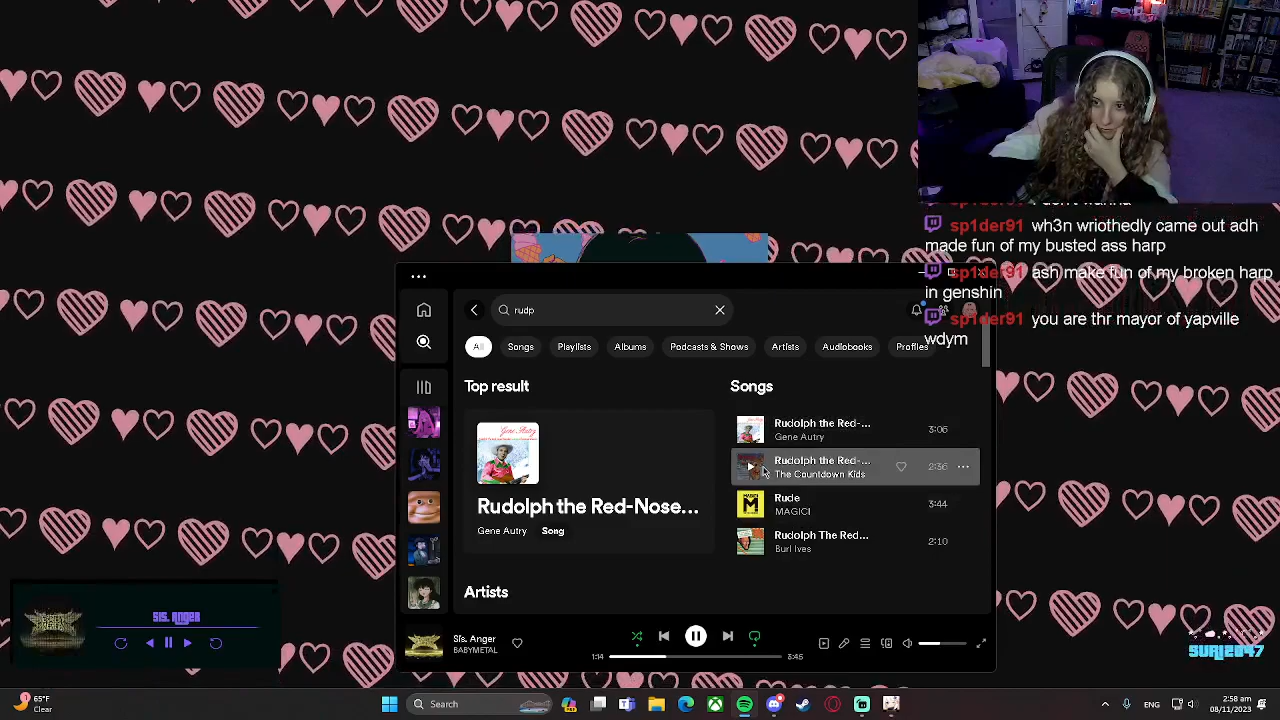 sp1der91 wh3n wriothedly came out adh
made fun of my busted ass harp
sp1der91 ash make fun of my broken harp
in genshin
sp1der91 you are thr mayor of yapville
wdym
rudp
All Songs Playlists Albums Podcasts & Shows Artists Audiobooks Profiles
Top result
Gene Autry
Rudolph the Red-Nose...
Gene Autry Song
Songs
Rudolph the Red-... 3:06
Gene Autry
Rudolph the Red-... 2:36
The Countdown Kids
Rude 3:44
MAGIC!
Rudolph The Red... 2:10
Burl Ives
Artists
Sis. Anger
BABYMETAL
1:14 3:45
Sis. Anger
SURIZ047
65°F
Clear
Search
ENG
2:58 am
08/11/2023